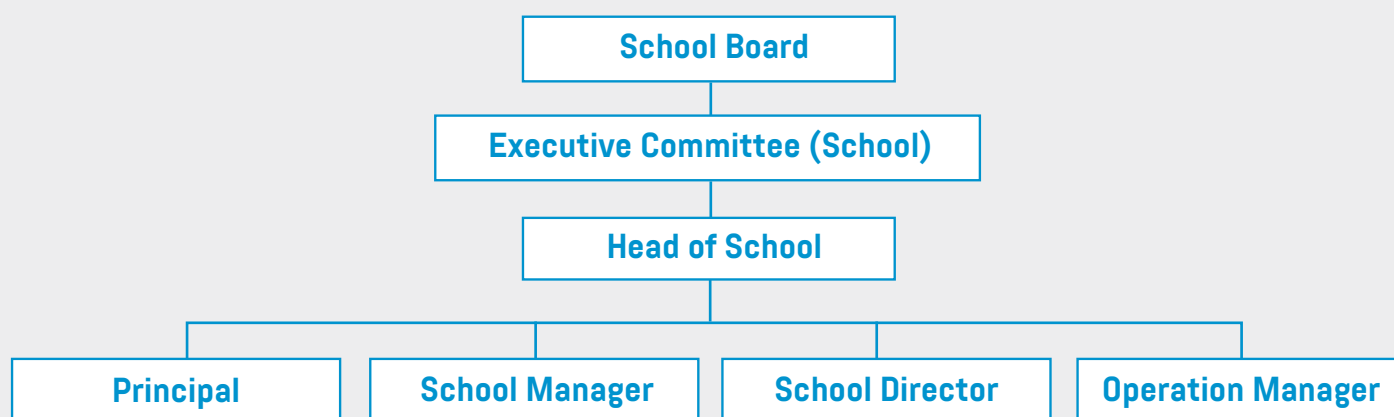 School Board
Executive Committee (School)
Head of School
Principal
School Manager
School Director
Operation Manager